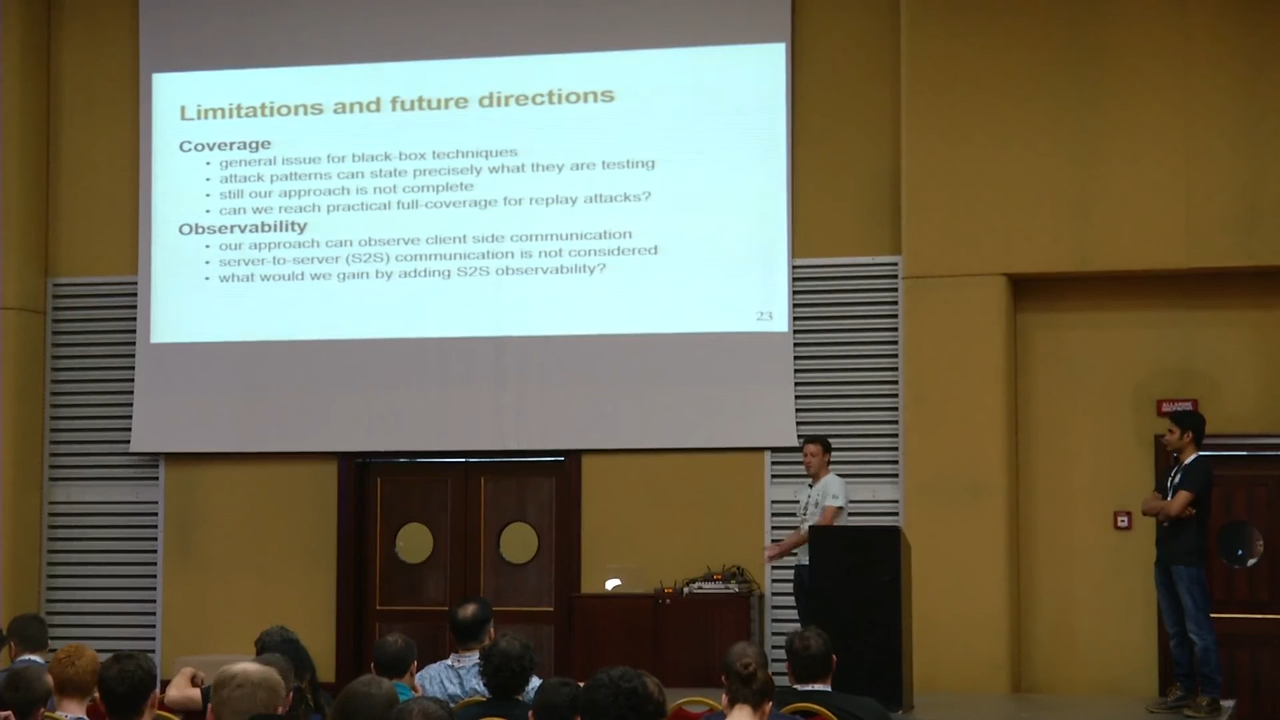 Limitations and future directions
Coverage
• general issue for black-box techniques
• attack patterns can state precisely what they are testing
• still our approach is not complete
• can we reach practical full-coverage for replay attacks?
Observability
• our approach can observe client side communication
• server-to-server (S2S) communication is not considered
• what would we gain by adding S2S observability?
23
ALLARME